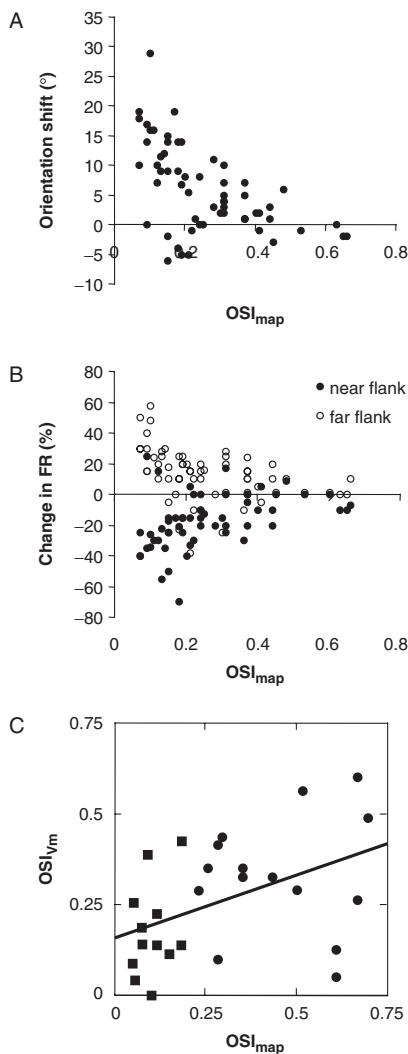 A
35
30
25
20
15
10
5
0
−5
−10
Orientation shift (°)
0 0.2 0.4 0.6 0.8
OSImap
B
80
60
40
20
0
−20
−40
−60
−80
Change in FR (%)
near flank
far flank
0 0.2 0.4 0.6 0.8
OSImap
C
0.75
0.5
0.25
0
OSIVm
0 0.25 0.5 0.75
OSImap